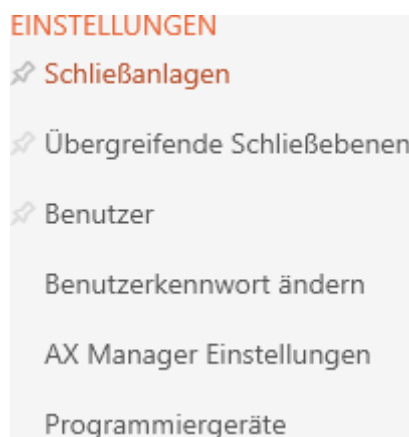 EINSTELLUNGEN
Schließanlagen
Übergreifende Schließebenen
Benutzer
Benutzerkennwort ändern
AX Manager Einstellungen
Programmiergeräte